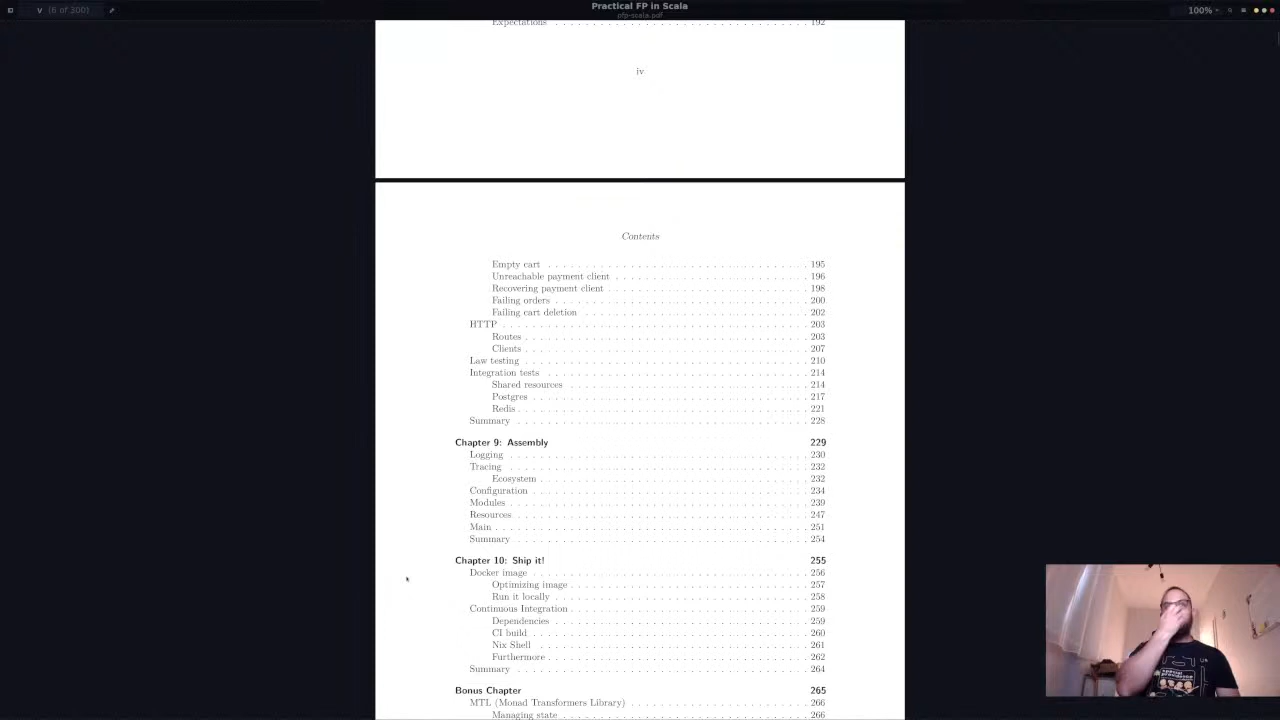 Practical FP in Scala
pfp-scala.pdf
v (6 of 300)
100%
Expectations 192
iv
Contents
Empty cart 195
Unreachable payment client 196
Recovering payment client 198
Failing orders 200
Failing cart deletion 202
HTTP 203
Routes 203
Clients 207
Law testing 210
Integration tests 214
Shared resources 214
Postgres 217
Redis 221
Summary 228
Chapter 9: Assembly 229
Logging 230
Tracing 232
Ecosystem 232
Configuration 234
Modules 239
Resources 247
Main 251
Summary 254
Chapter 10: Ship it! 255
Docker image 256
Optimizing image 257
Run it locally 258
Continuous Integration 259
Dependencies 259
CI build 260
Nix Shell 261
Furthermore 262
Summary 264
Bonus Chapter 265
MTL (Monad Transformers Library) 266
Managing state 266